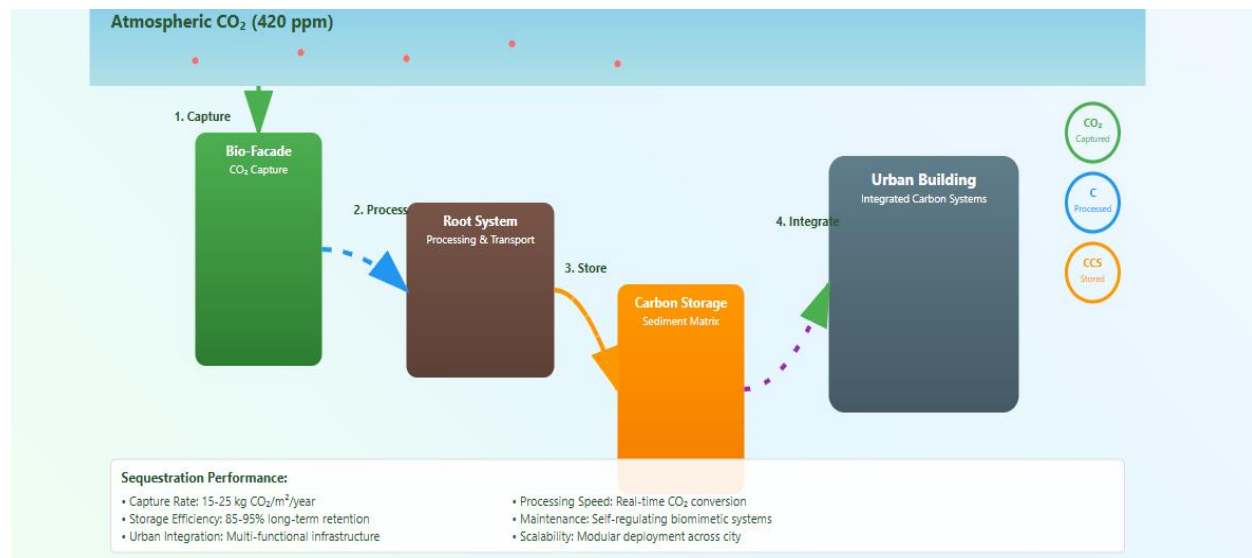 Atmospheric CO₂ (420 ppm)
1. Capture
Bio-Facade
CO₂ Capture
2. Process
Root System
Processing & Transport
3. Store
Carbon Storage
Sediment Matrix
4. Integrate
Urban Building
Integrated Carbon Systems
CO₂
Captured
C
Processed
CCS
Stored
Sequestration Performance:
• Capture Rate: 15-25 kg CO₂/m²/year
• Storage Efficiency: 85-95% long-term retention
• Urban Integration: Multi-functional infrastructure
• Processing Speed: Real-time CO₂ conversion
• Maintenance: Self-regulating biomimetic systems
• Scalability: Modular deployment across city